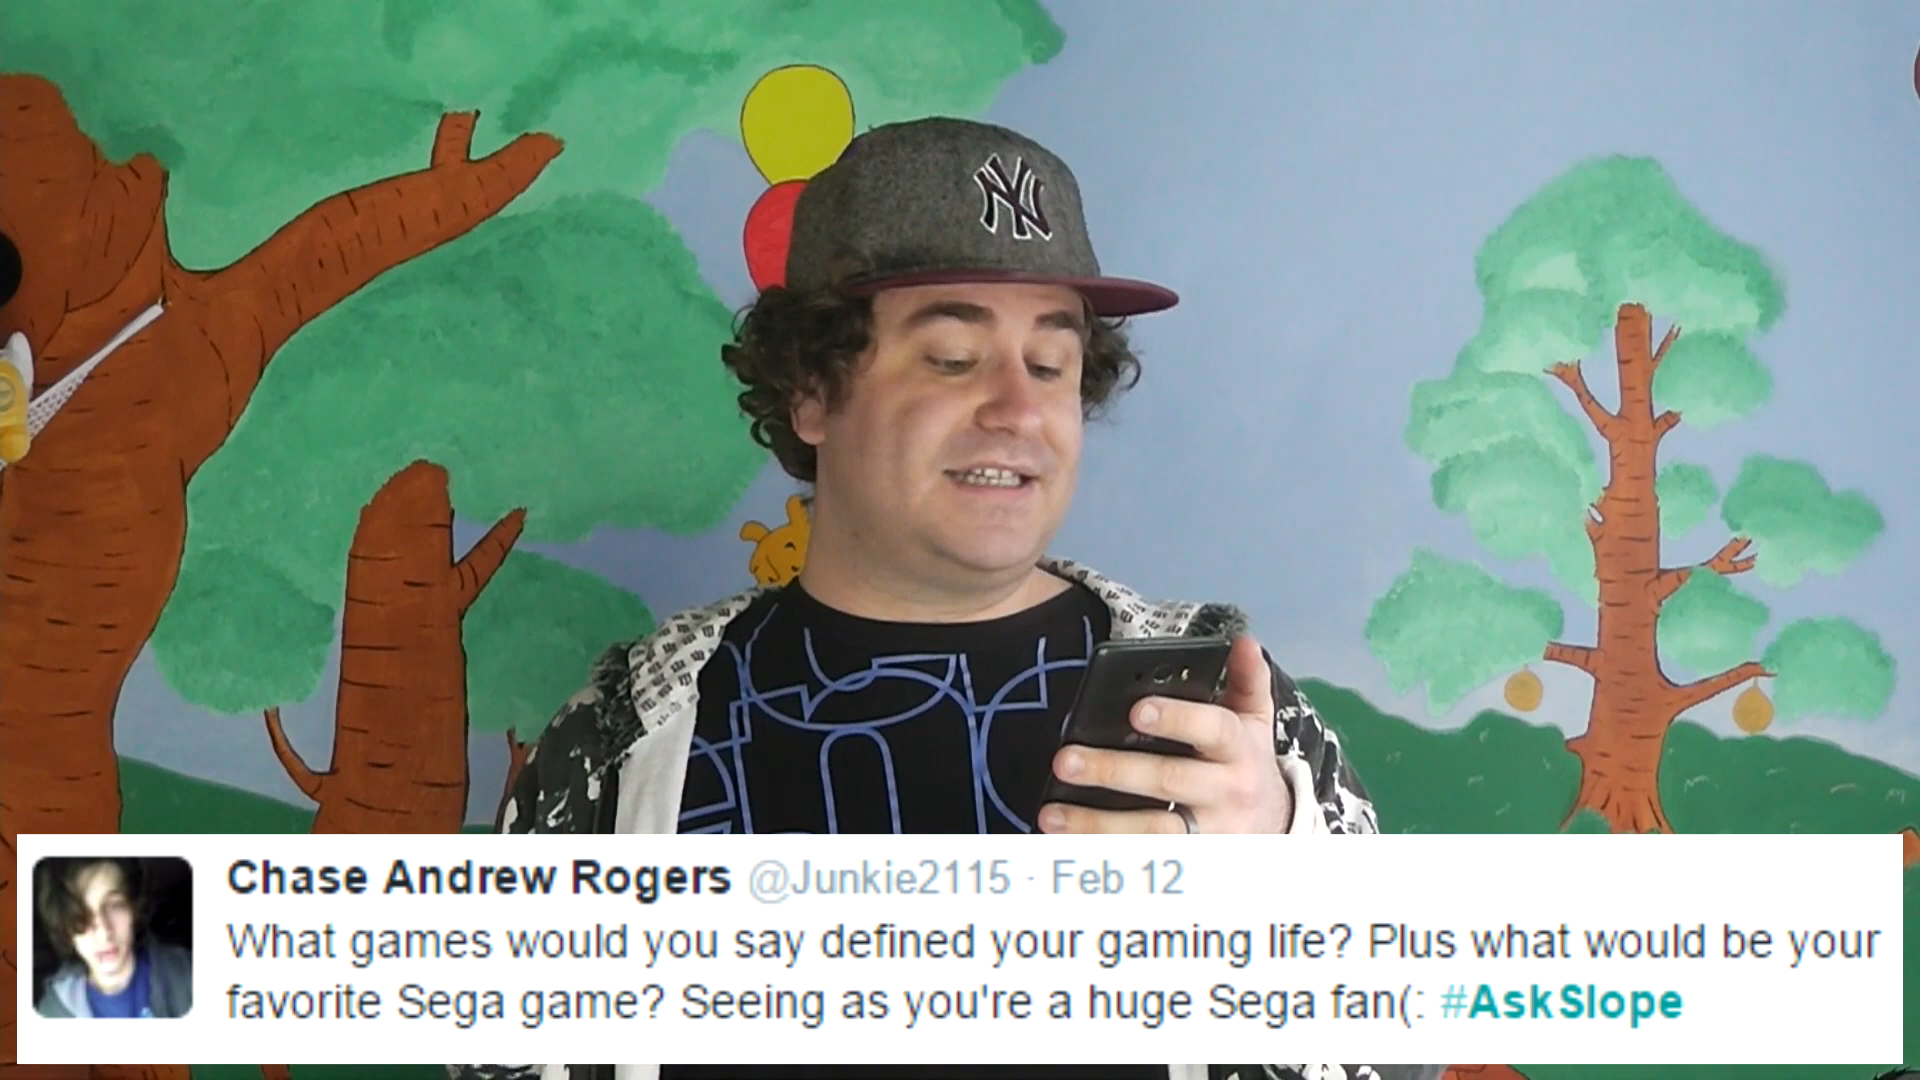 NY
Chase Andrew Rogers @Junkie2115 · Feb 12
What games would you say defined your gaming life? Plus what would be your
favorite Sega game? Seeing as you're a huge Sega fan(: #AskSlope